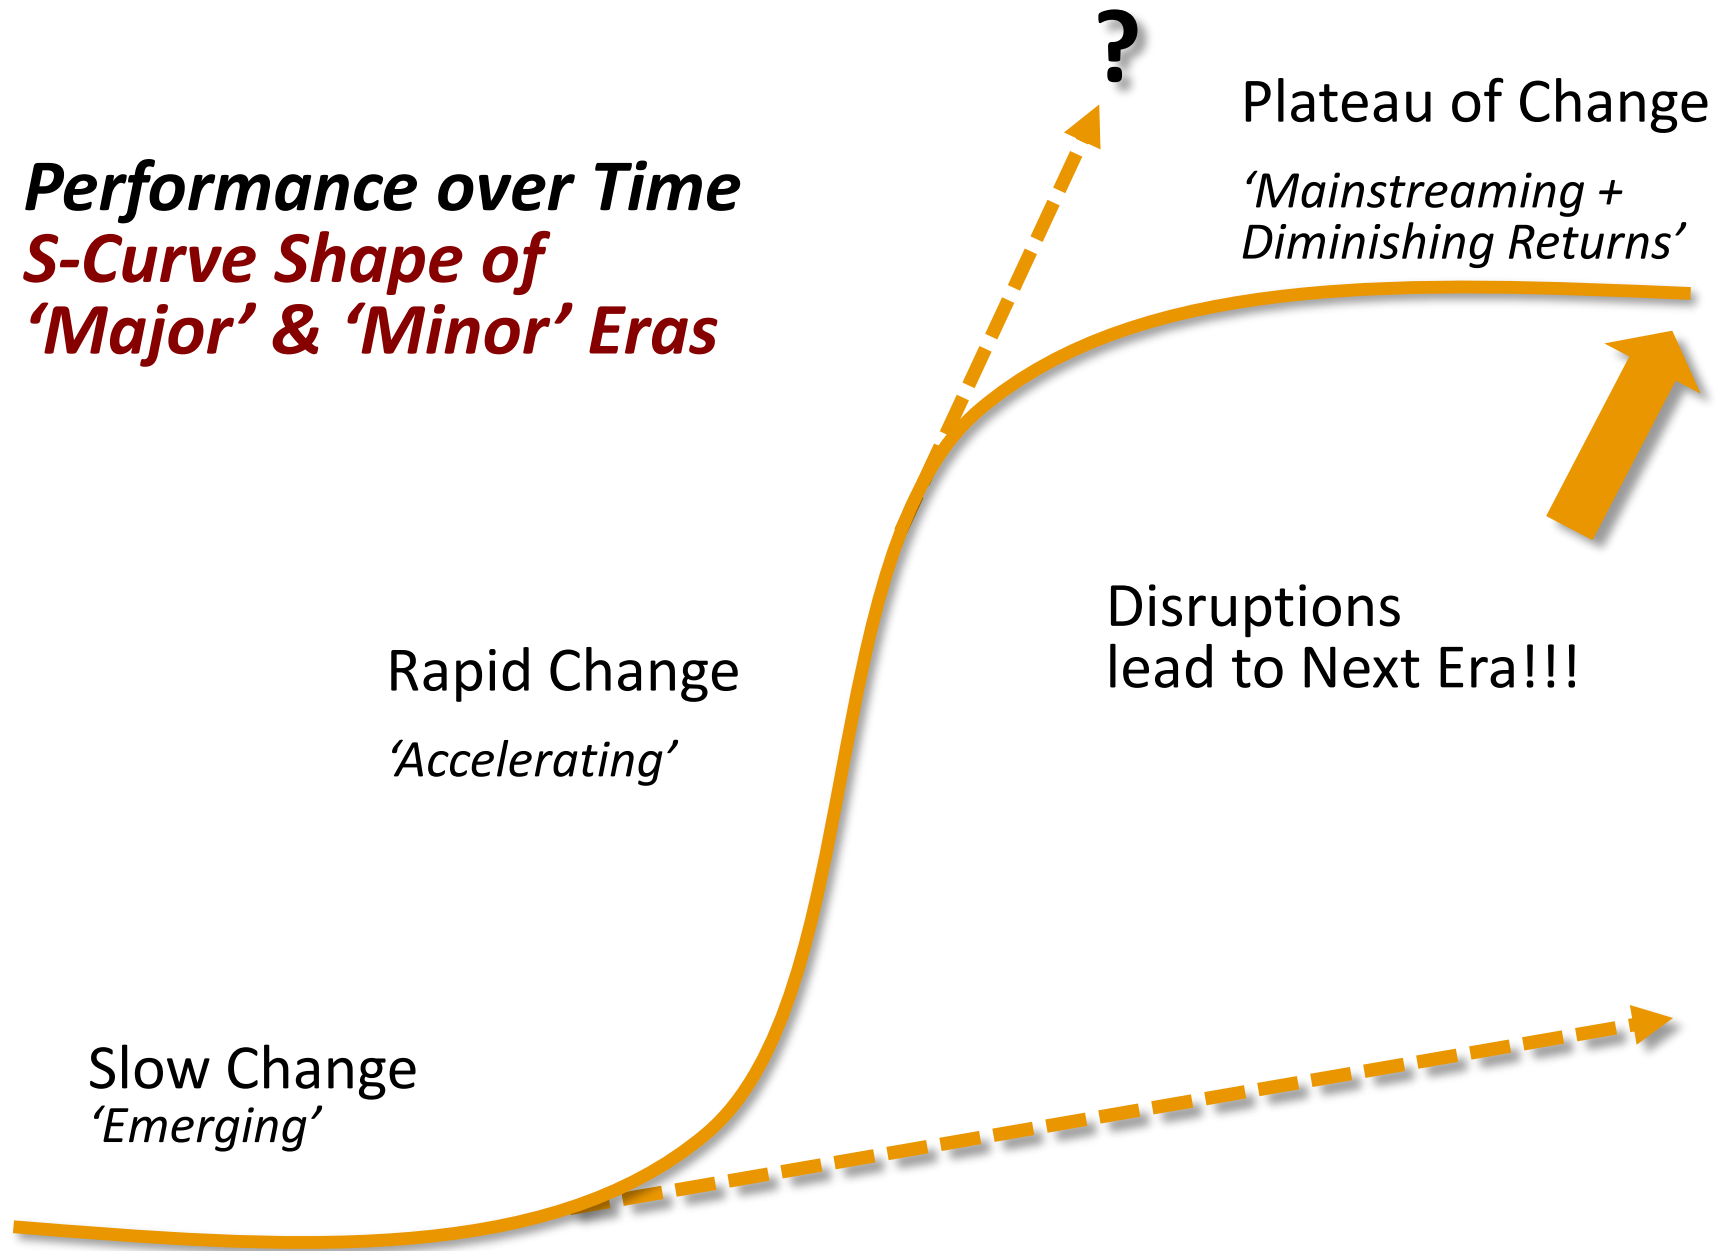 ?
Plateau of Change
‘Mainstreaming +
Diminishing Returns’
Performance over Time
S-Curve Shape of
‘Major’ & ‘Minor’ Eras
Disruptions
lead to Next Era!!!
Rapid Change
‘Accelerating’
Slow Change
‘Emerging’